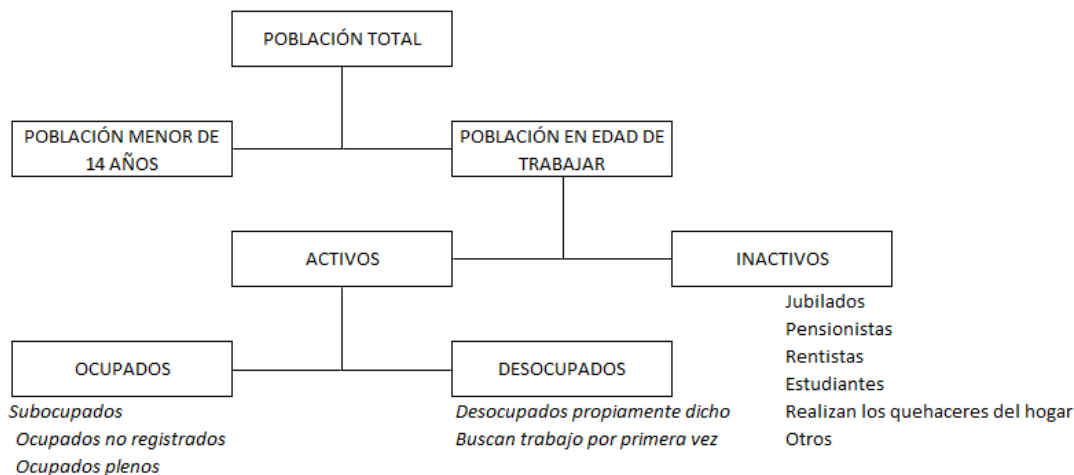 POBLACIÓN TOTAL
POBLACIÓN MENOR DE
14 AÑOS
POBLACIÓN EN EDAD DE
TRABAJAR
ACTIVOS
INACTIVOS
Jubilados
Pensionistas
Rentistas
Estudiantes
Realizan los quehaceres del hogar
Otros
OCUPADOS
Subocupados
Ocupados no registrados
Ocupados plenos
DESOCUPADOS
Desocupados propiamente dicho
Buscan trabajo por primera vez